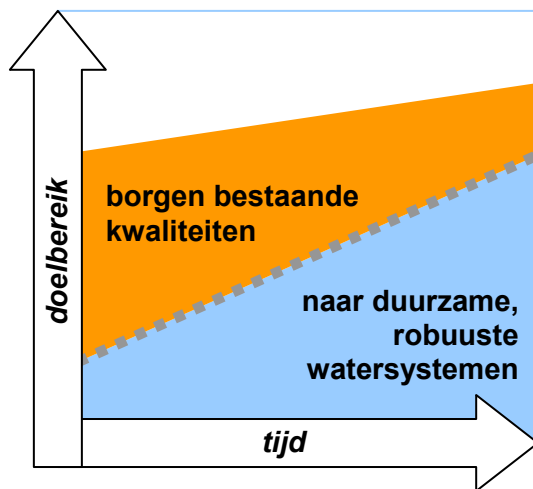 doelbereik
borgen bestaande
kwaliteiten
naar duurzame,
robuuste
watersystemen
tijd